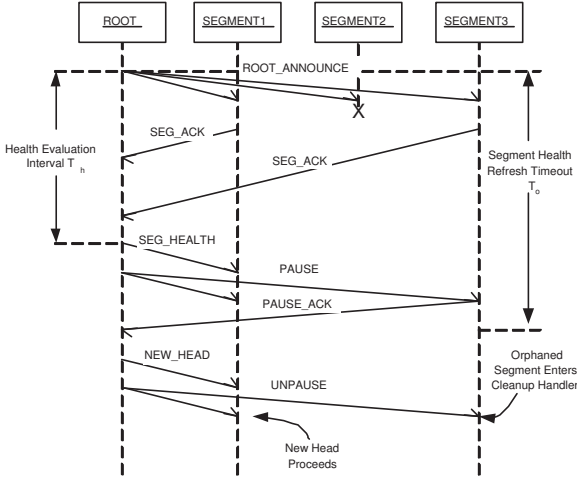 ROOT
SEGMENT1
SEGMENT2
SEGMENT3
ROOT_ANNOUNCE
X
SEG_ACK
Health Evaluation
Interval T h
SEG_ACK
Segment Health
Refresh Timeout
To
SEG_HEALTH
PAUSE
PAUSE_ACK
NEW_HEAD
UNPAUSE
Orphaned
Segment Enters
Cleanup Handler
New Head
Proceeds